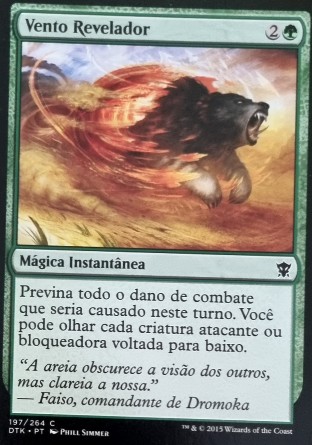 Vento Revelador 2
Mágica Instantânea
Previna todo o dano de combate
que seria causado neste turno. Você
pode olhar cada criatura atacante ou
bloqueadora voltada para baixo.
“A areia obscurece a visão dos outros,
mas clareia a nossa.”
— Faiso, comandante de Dromoka
197/264 C
DTK • PT Phill Simmer
™ & © 2015 Wizards of the Coast